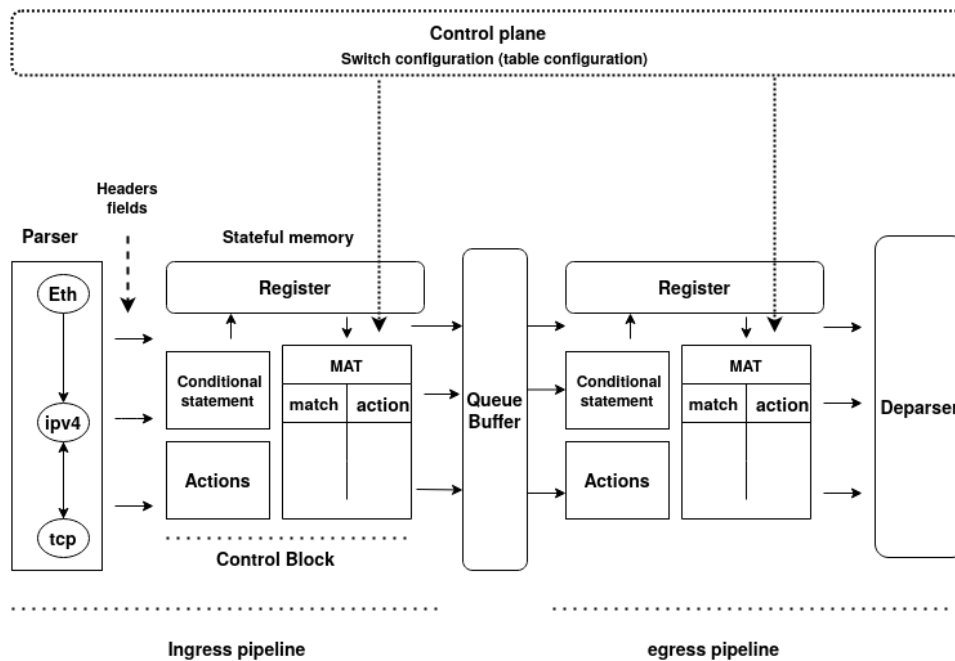 Control plane
Switch configuration (table configuration)
Headers
fields
Parser
Stateful memory
Eth
ipv4
tcp
Register
Conditional
statement
Actions
MAT
match
action
Control Block
Queue
Buffer
Register
Conditional
statement
Actions
MAT
match
action
Deparser
Ingress pipeline
egress pipeline